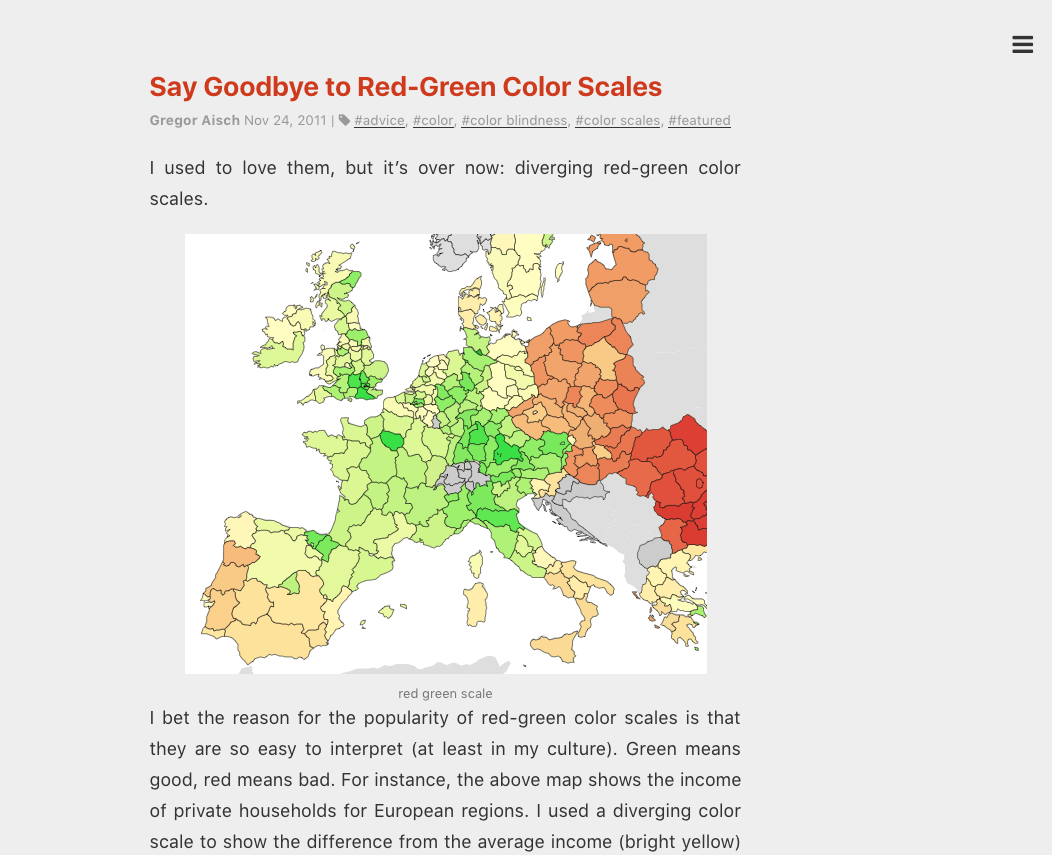 Say Goodbye to Red-Green Color Scales
Gregor Aisch Nov 24, 2011 | #advice, #color, #color blindness, #color scales, #featured
I used to love them, but it’s over now: diverging red-green color
scales.
red green scale
I bet the reason for the popularity of red-green color scales is that
they are so easy to interpret (at least in my culture). Green means
good, red means bad. For instance, the above map shows the income
of private households for European regions. I used a diverging color
scale to show the difference from the average income (bright yellow)